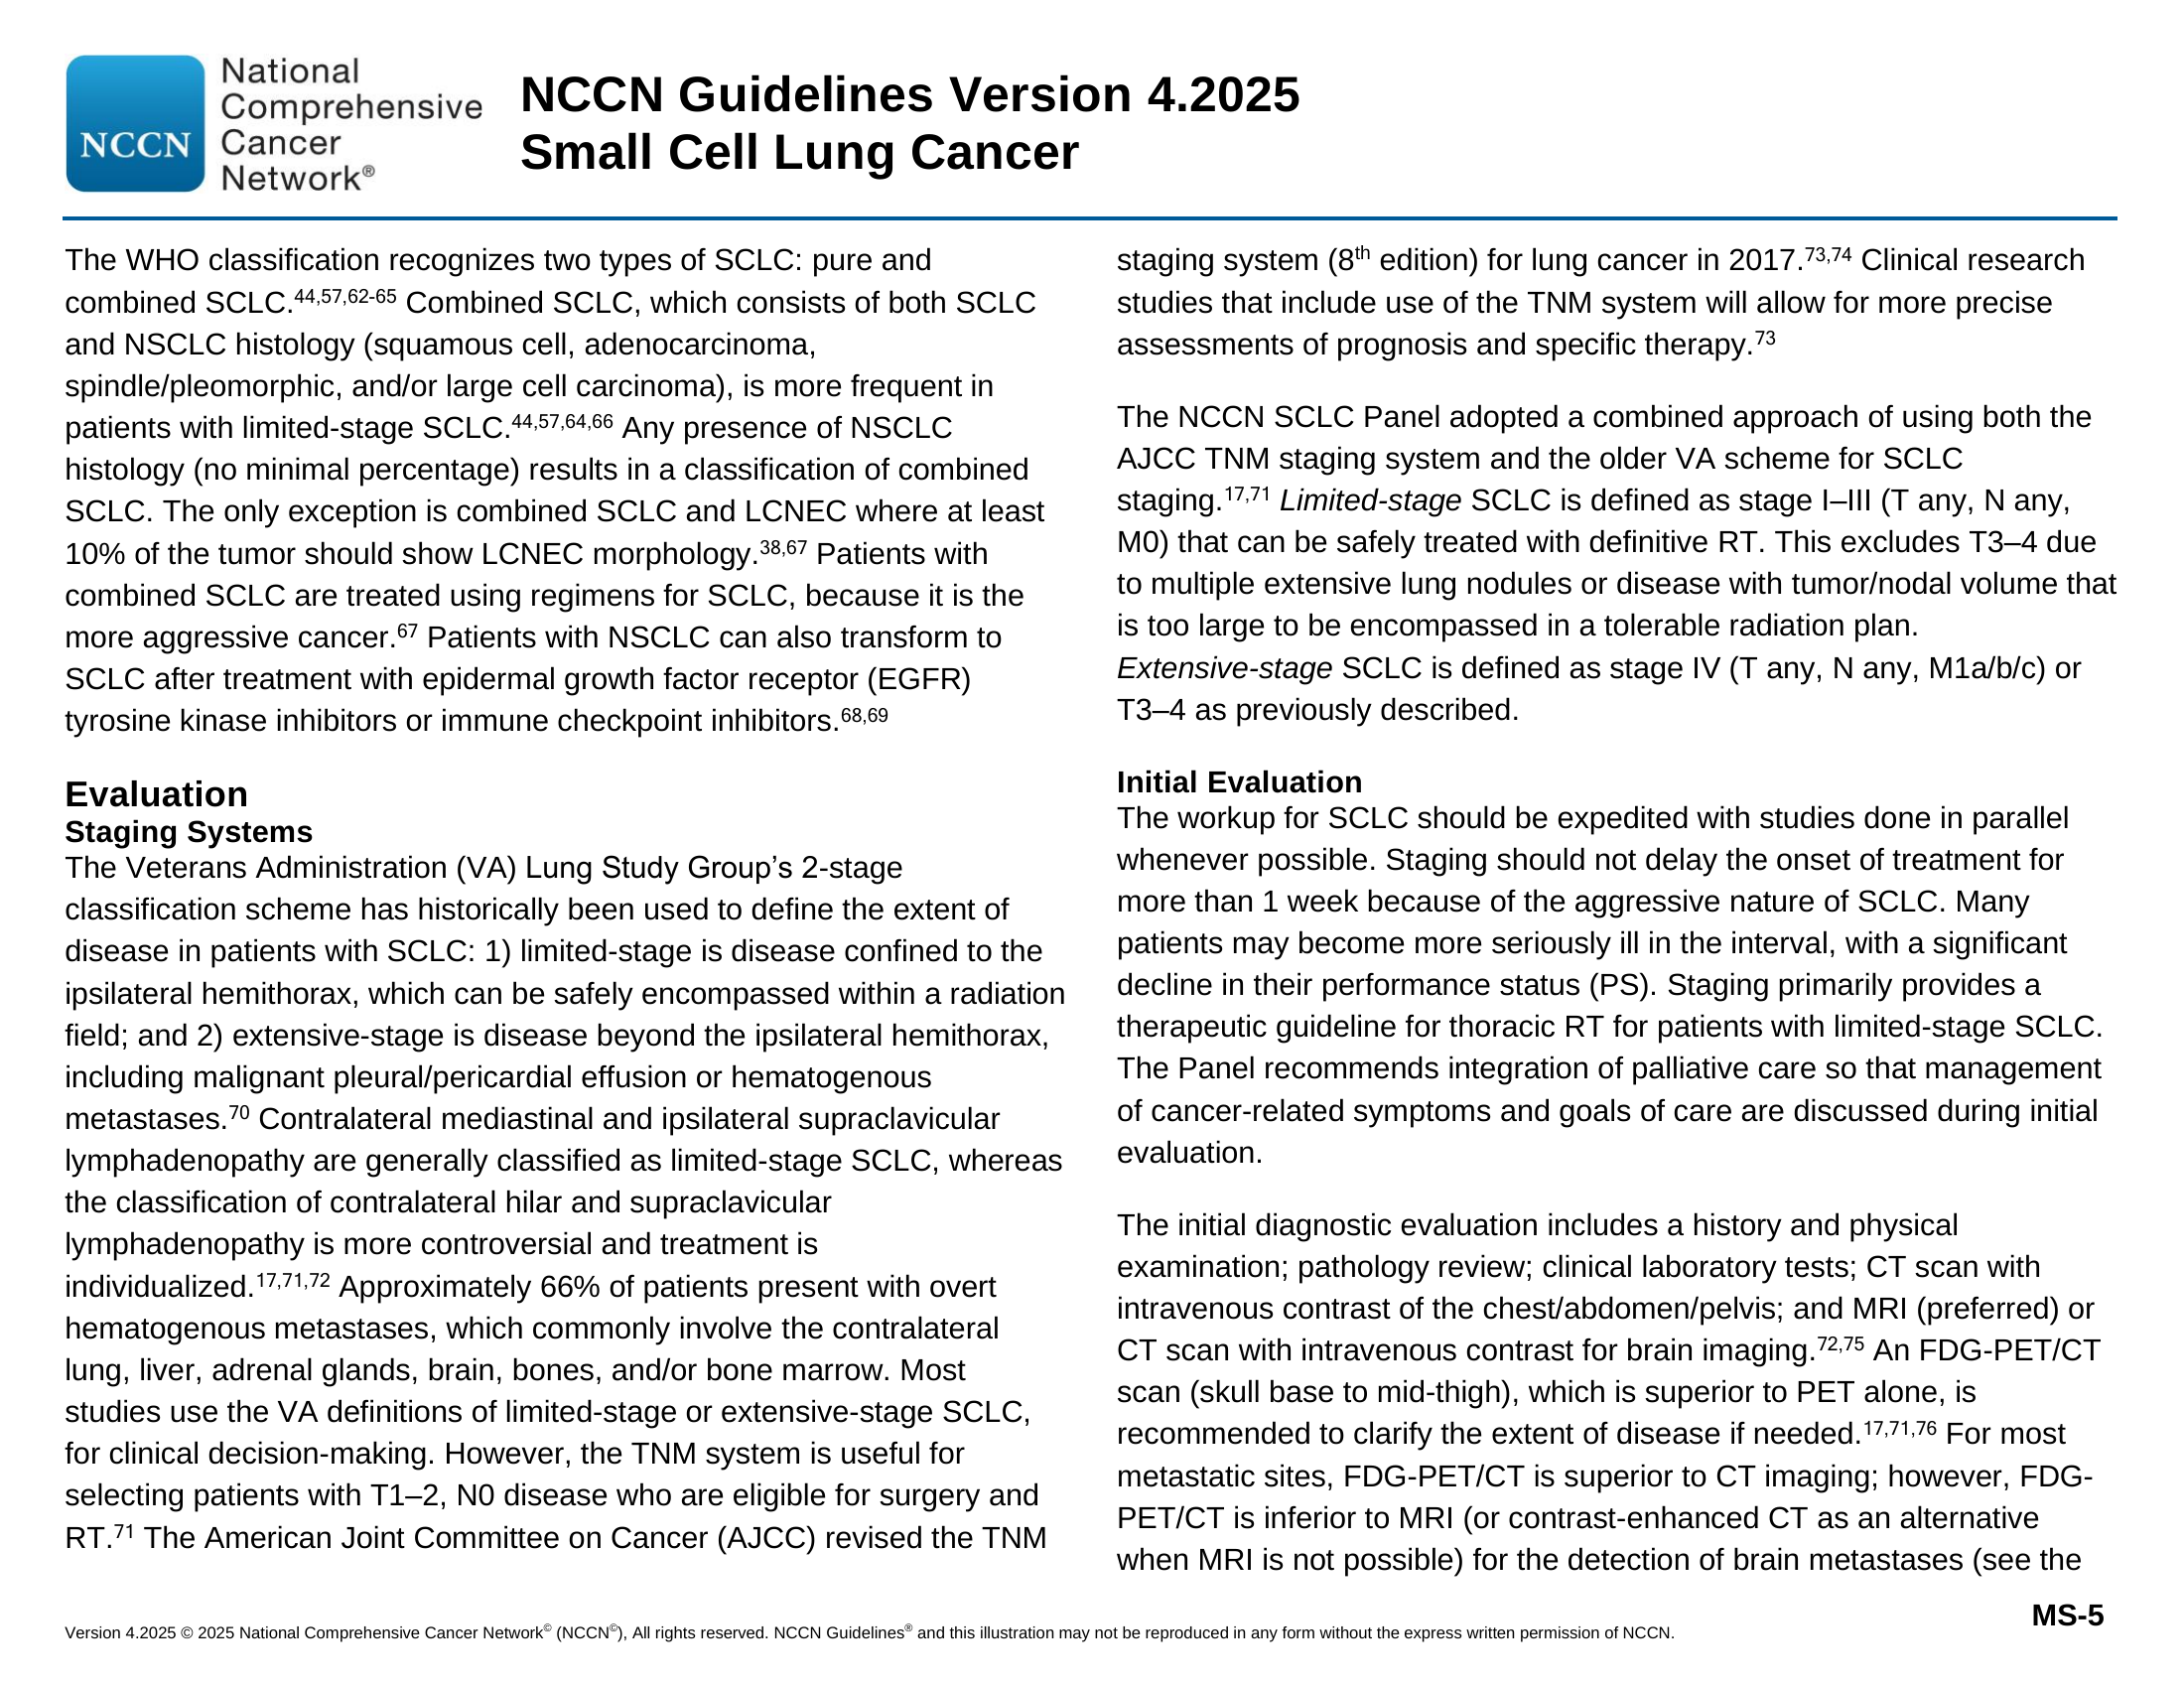 NCCN
National
Comprehensive
Cancer
Network®
NCCN Guidelines Version 4.2025
Small Cell Lung Cancer
The WHO classification recognizes two types of SCLC: pure and
combined SCLC.44,57,62-65 Combined SCLC, which consists of both SCLC
and NSCLC histology (squamous cell, adenocarcinoma,
spindle/pleomorphic, and/or large cell carcinoma), is more frequent in
patients with limited-stage SCLC.44,57,64,66 Any presence of NSCLC
histology (no minimal percentage) results in a classification of combined
SCLC. The only exception is combined SCLC and LCNEC where at least
10% of the tumor should show LCNEC morphology.38,67 Patients with
combined SCLC are treated using regimens for SCLC, because it is the
more aggressive cancer.67 Patients with NSCLC can also transform to
SCLC after treatment with epidermal growth factor receptor (EGFR)
tyrosine kinase inhibitors or immune checkpoint inhibitors.68,69
Evaluation
Staging Systems
The Veterans Administration (VA) Lung Study Group’s 2-stage
classification scheme has historically been used to define the extent of
disease in patients with SCLC: 1) limited-stage is disease confined to the
ipsilateral hemithorax, which can be safely encompassed within a radiation
field; and 2) extensive-stage is disease beyond the ipsilateral hemithorax,
including malignant pleural/pericardial effusion or hematogenous
metastases.70 Contralateral mediastinal and ipsilateral supraclavicular
lymphadenopathy are generally classified as limited-stage SCLC, whereas
the classification of contralateral hilar and supraclavicular
lymphadenopathy is more controversial and treatment is
individualized.17,71,72 Approximately 66% of patients present with overt
hematogenous metastases, which commonly involve the contralateral
lung, liver, adrenal glands, brain, bones, and/or bone marrow. Most
studies use the VA definitions of limited-stage or extensive-stage SCLC,
for clinical decision-making. However, the TNM system is useful for
selecting patients with T1–2, N0 disease who are eligible for surgery and
RT.71 The American Joint Committee on Cancer (AJCC) revised the TNM
staging system (8th edition) for lung cancer in 2017.73,74 Clinical research
studies that include use of the TNM system will allow for more precise
assessments of prognosis and specific therapy.73
The NCCN SCLC Panel adopted a combined approach of using both the
AJCC TNM staging system and the older VA scheme for SCLC
staging.17,71 Limited-stage SCLC is defined as stage I–III (T any, N any,
M0) that can be safely treated with definitive RT. This excludes T3–4 due
to multiple extensive lung nodules or disease with tumor/nodal volume that
is too large to be encompassed in a tolerable radiation plan.
Extensive-stage SCLC is defined as stage IV (T any, N any, M1a/b/c) or
T3–4 as previously described.
Initial Evaluation
The workup for SCLC should be expedited with studies done in parallel
whenever possible. Staging should not delay the onset of treatment for
more than 1 week because of the aggressive nature of SCLC. Many
patients may become more seriously ill in the interval, with a significant
decline in their performance status (PS). Staging primarily provides a
therapeutic guideline for thoracic RT for patients with limited-stage SCLC.
The Panel recommends integration of palliative care so that management
of cancer-related symptoms and goals of care are discussed during initial
evaluation.
The initial diagnostic evaluation includes a history and physical
examination; pathology review; clinical laboratory tests; CT scan with
intravenous contrast of the chest/abdomen/pelvis; and MRI (preferred) or
CT scan with intravenous contrast for brain imaging.72,75 An FDG-PET/CT
scan (skull base to mid-thigh), which is superior to PET alone, is
recommended to clarify the extent of disease if needed.17,71,76 For most
metastatic sites, FDG-PET/CT is superior to CT imaging; however, FDG-
PET/CT is inferior to MRI (or contrast-enhanced CT as an alternative
when MRI is not possible) for the detection of brain metastases (see the
MS-5
Version 4.2025 © 2025 National Comprehensive Cancer Network© (NCCN©), All rights reserved. NCCN Guidelines® and this illustration may not be reproduced in any form without the express written permission of NCCN.